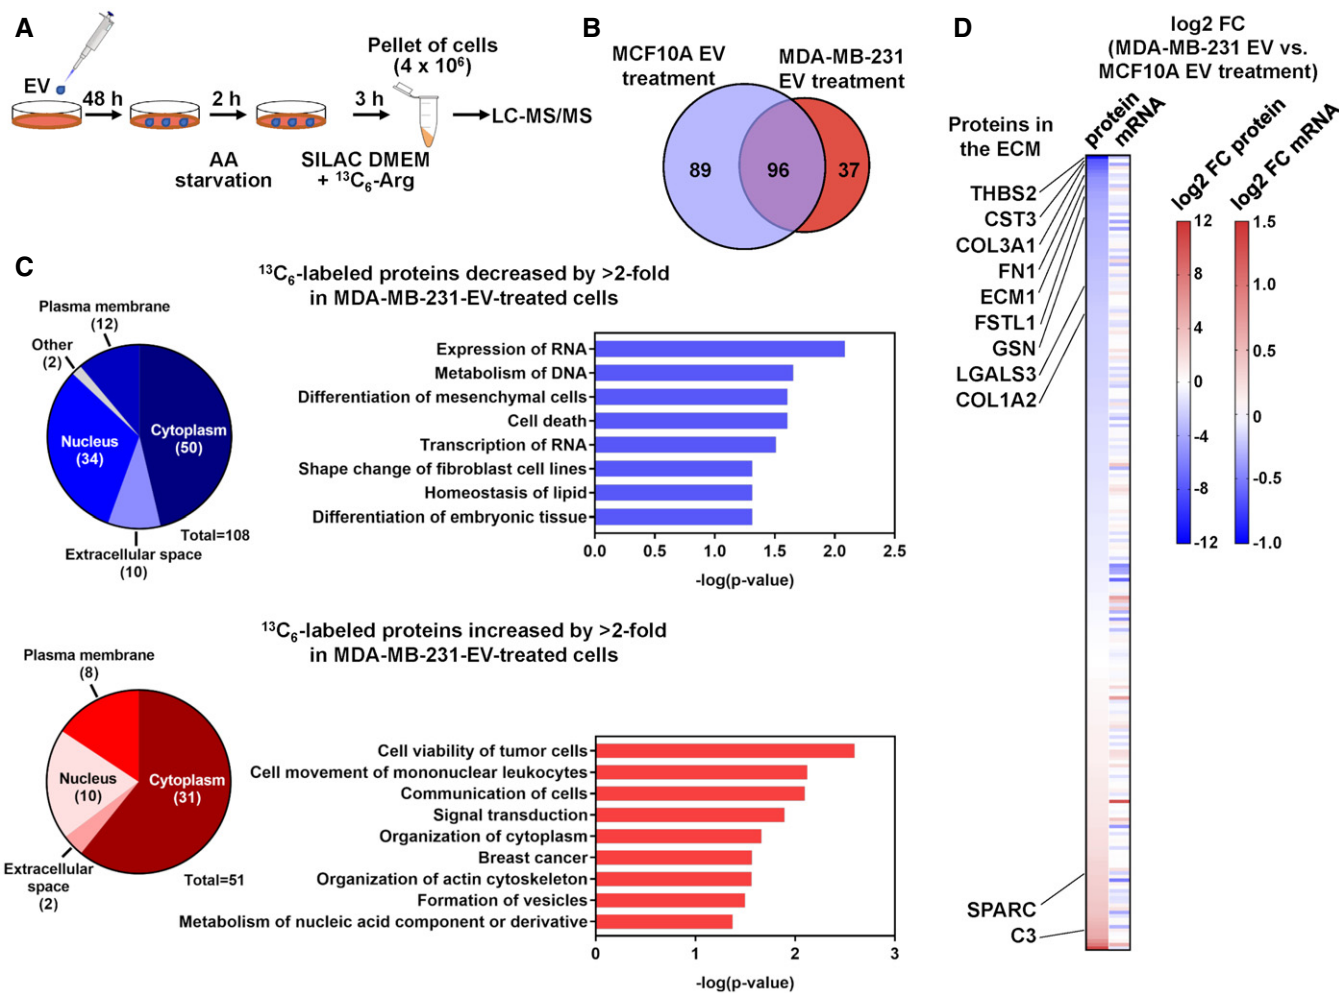 A
EV
48 h
2 h
3 h
Pellet of cells
(4 x 10⁶)
LC-MS/MS
AA
starvation
SILAC DMEM
+ ¹³C₆-Arg
B
MCF10A EV
treatment
MDA-MB-231
EV treatment
89
96
37
C
¹³C₆-labeled proteins decreased by >2-fold
in MDA-MB-231-EV-treated cells
Plasma membrane
(12)
Other
(2)
Nucleus
(34)
Cytoplasm
(50)
Total=108
Extracellular space
(10)
Expression of RNA
Metabolism of DNA
Differentiation of mesenchymal cells
Cell death
Transcription of RNA
Shape change of fibroblast cell lines
Homeostasis of lipid
Differentiation of embryonic tissue
0.0 0.5 1.0 1.5 2.0 2.5
-log(p-value)
¹³C₆-labeled proteins increased by >2-fold
in MDA-MB-231-EV-treated cells
Plasma membrane
(8)
Nucleus
(10)
Cytoplasm
(31)
Extracellular
space
(2)
Total=51
Cell viability of tumor cells
Cell movement of mononuclear leukocytes
Communication of cells
Signal transduction
Organization of cytoplasm
Breast cancer
Organization of actin cytoskeleton
Formation of vesicles
Metabolism of nucleic acid component or derivative
0 1 2 3
-log(p-value)
D
log2 FC
(MDA-MB-231 EV vs.
MCF10A EV treatment)
Proteins in
the ECM
protein
mRNA
THBS2
CST3
COL3A1
FN1
ECM1
FSTL1
GSN
LGALS3
COL1A2
SPARC
C3
log2 FC protein
12
8
4
0
-4
-8
-12
log2 FC mRNA
1.5
1.0
0.5
0
-0.5
-1.0